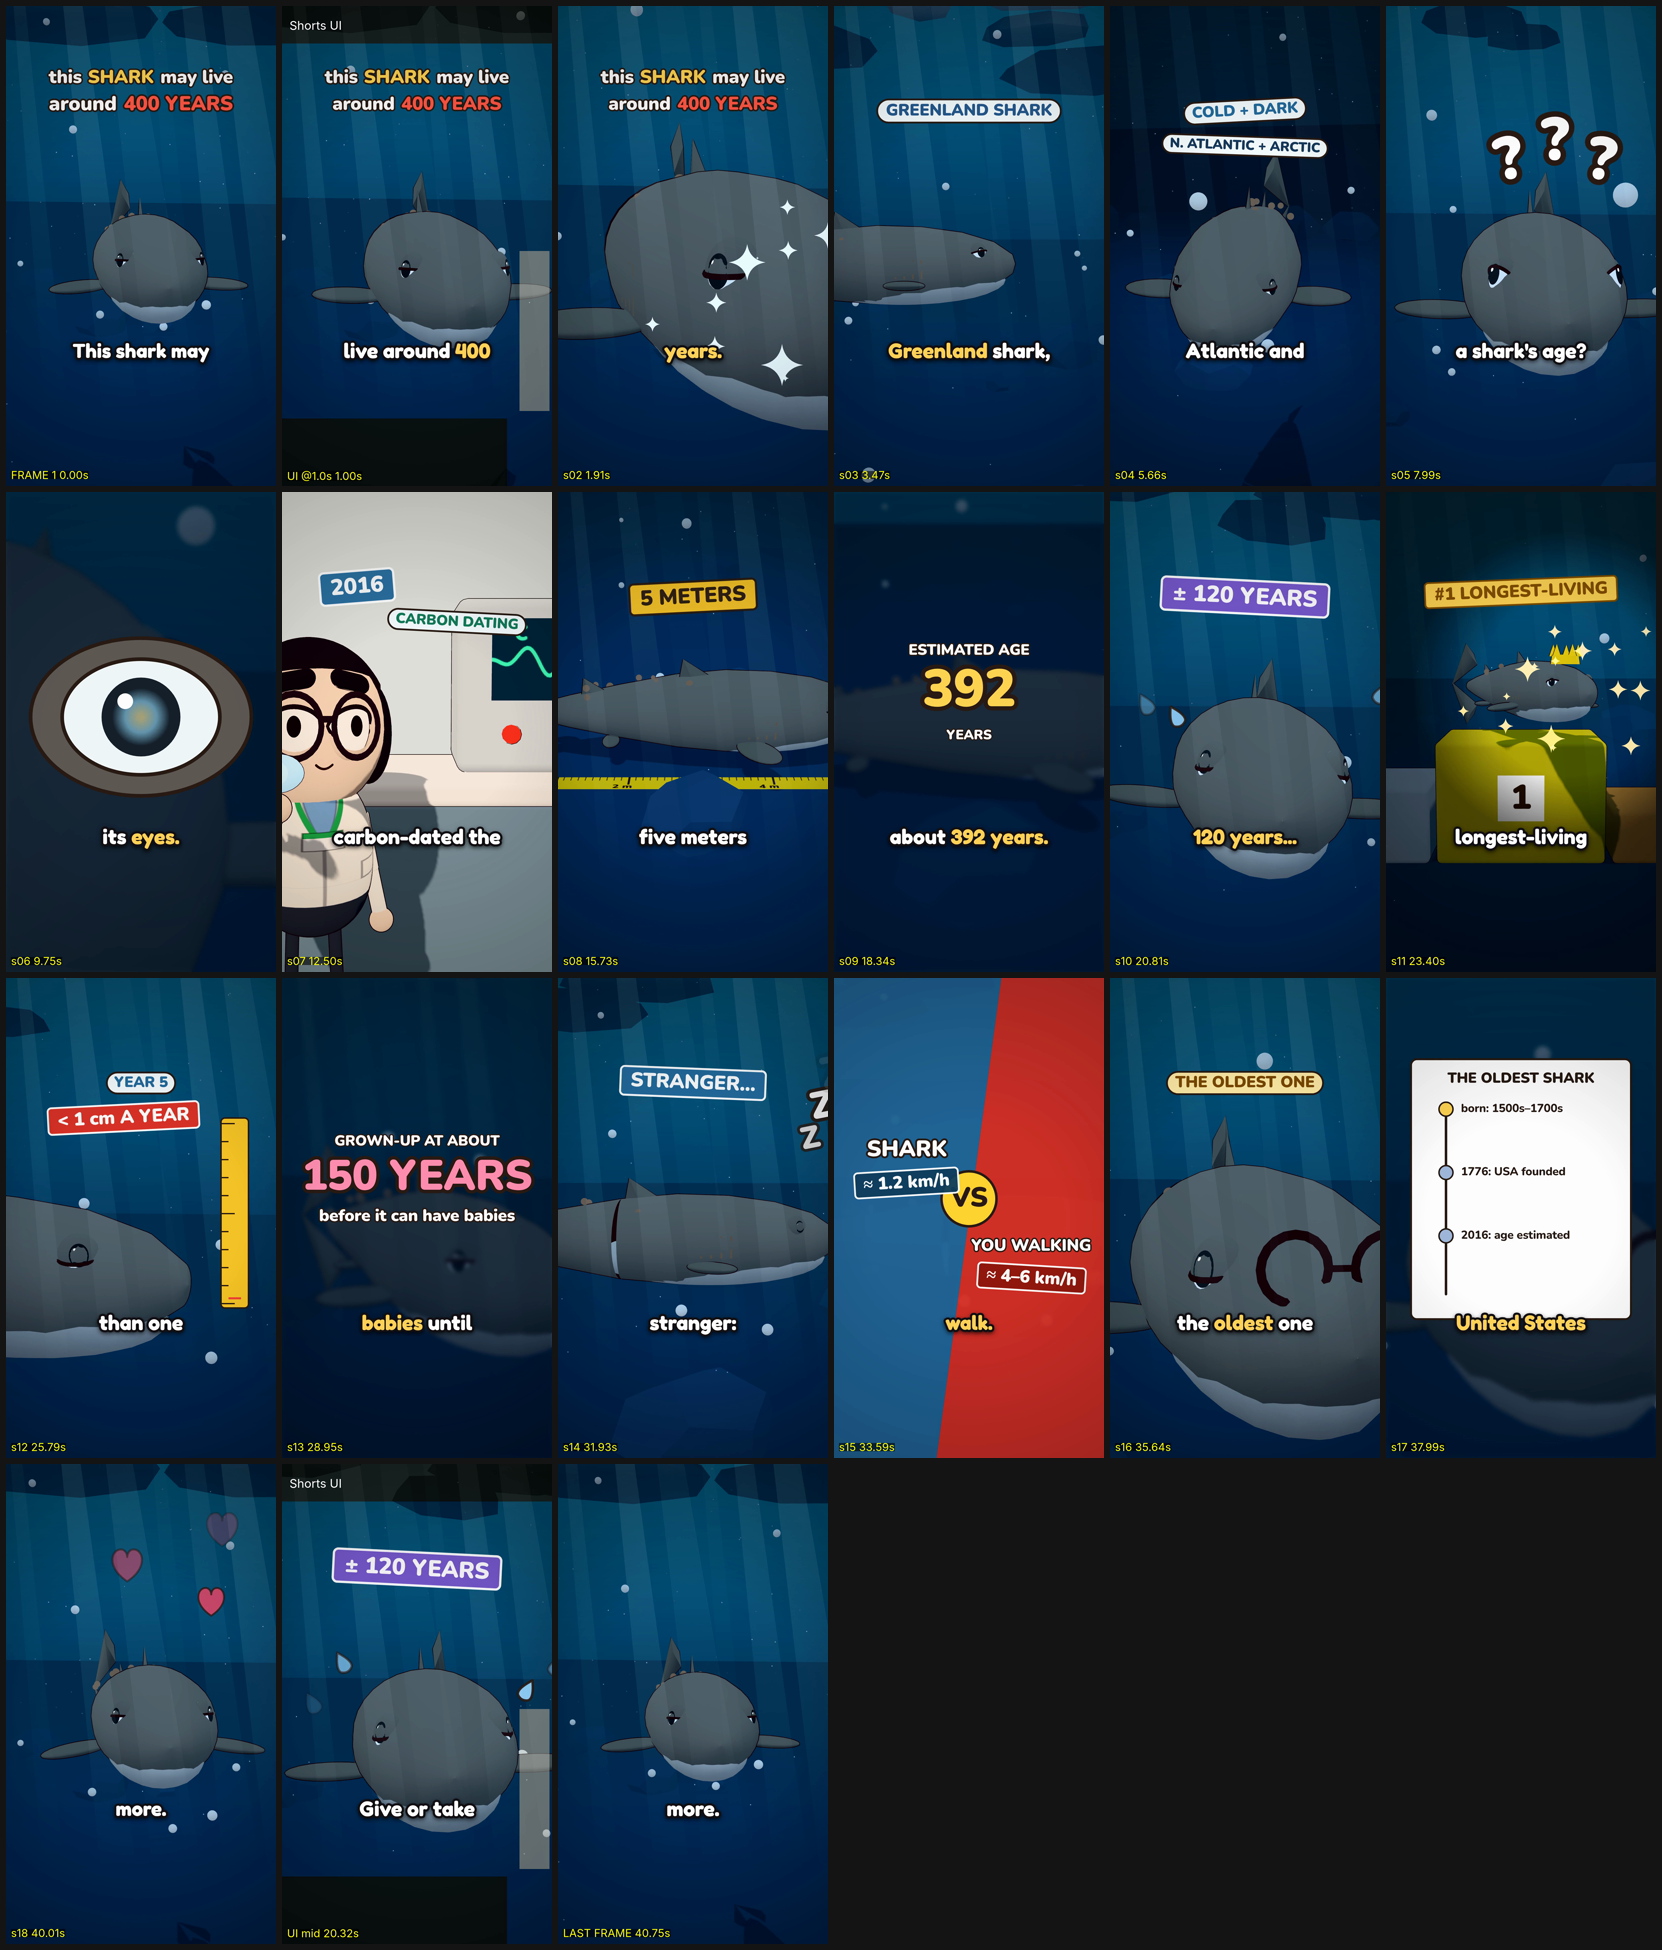 this SHARK may live
around 400 YEARS
This shark may
FRAME 1 0.00s
Shorts UI
this SHARK may live
around 400 YEARS
live around 400
UI @1.0s 1.00s
this SHARK may live
around 400 YEARS
years.
s02 1.91s
GREENLAND SHARK
Greenland shark,
s03 3.47s
COLD + DARK
N. ATLANTIC + ARCTIC
Atlantic and
s04 5.66s
? ? ?
a shark's age?
s05 7.99s
its eyes.
s06 9.75s
2016
CARBON DATING
carbon-dated the
s07 12.50s
5 METERS
2 m
4 m
five meters
s08 15.73s
ESTIMATED AGE
392
YEARS
about 392 years.
s09 18.34s
± 120 YEARS
120 years...
s10 20.81s
#1 LONGEST-LIVING
1
longest-living
s11 23.40s
YEAR 5
< 1 cm A YEAR
than one
s12 25.79s
GROWN-UP AT ABOUT
150 YEARS
before it can have babies
babies until
s13 28.95s
STRANGER...
Z
Z
stranger:
s14 31.93s
SHARK
≈ 1.2 km/h
VS
YOU WALKING
≈ 4–6 km/h
walk.
s15 33.59s
THE OLDEST ONE
the oldest one
s16 35.64s
THE OLDEST SHARK
born: 1500s–1700s
1776: USA founded
2016: age estimated
United States
s17 37.99s
more.
s18 40.01s
Shorts UI
± 120 YEARS
Give or take
UI mid 20.32s
more.
LAST FRAME 40.75s